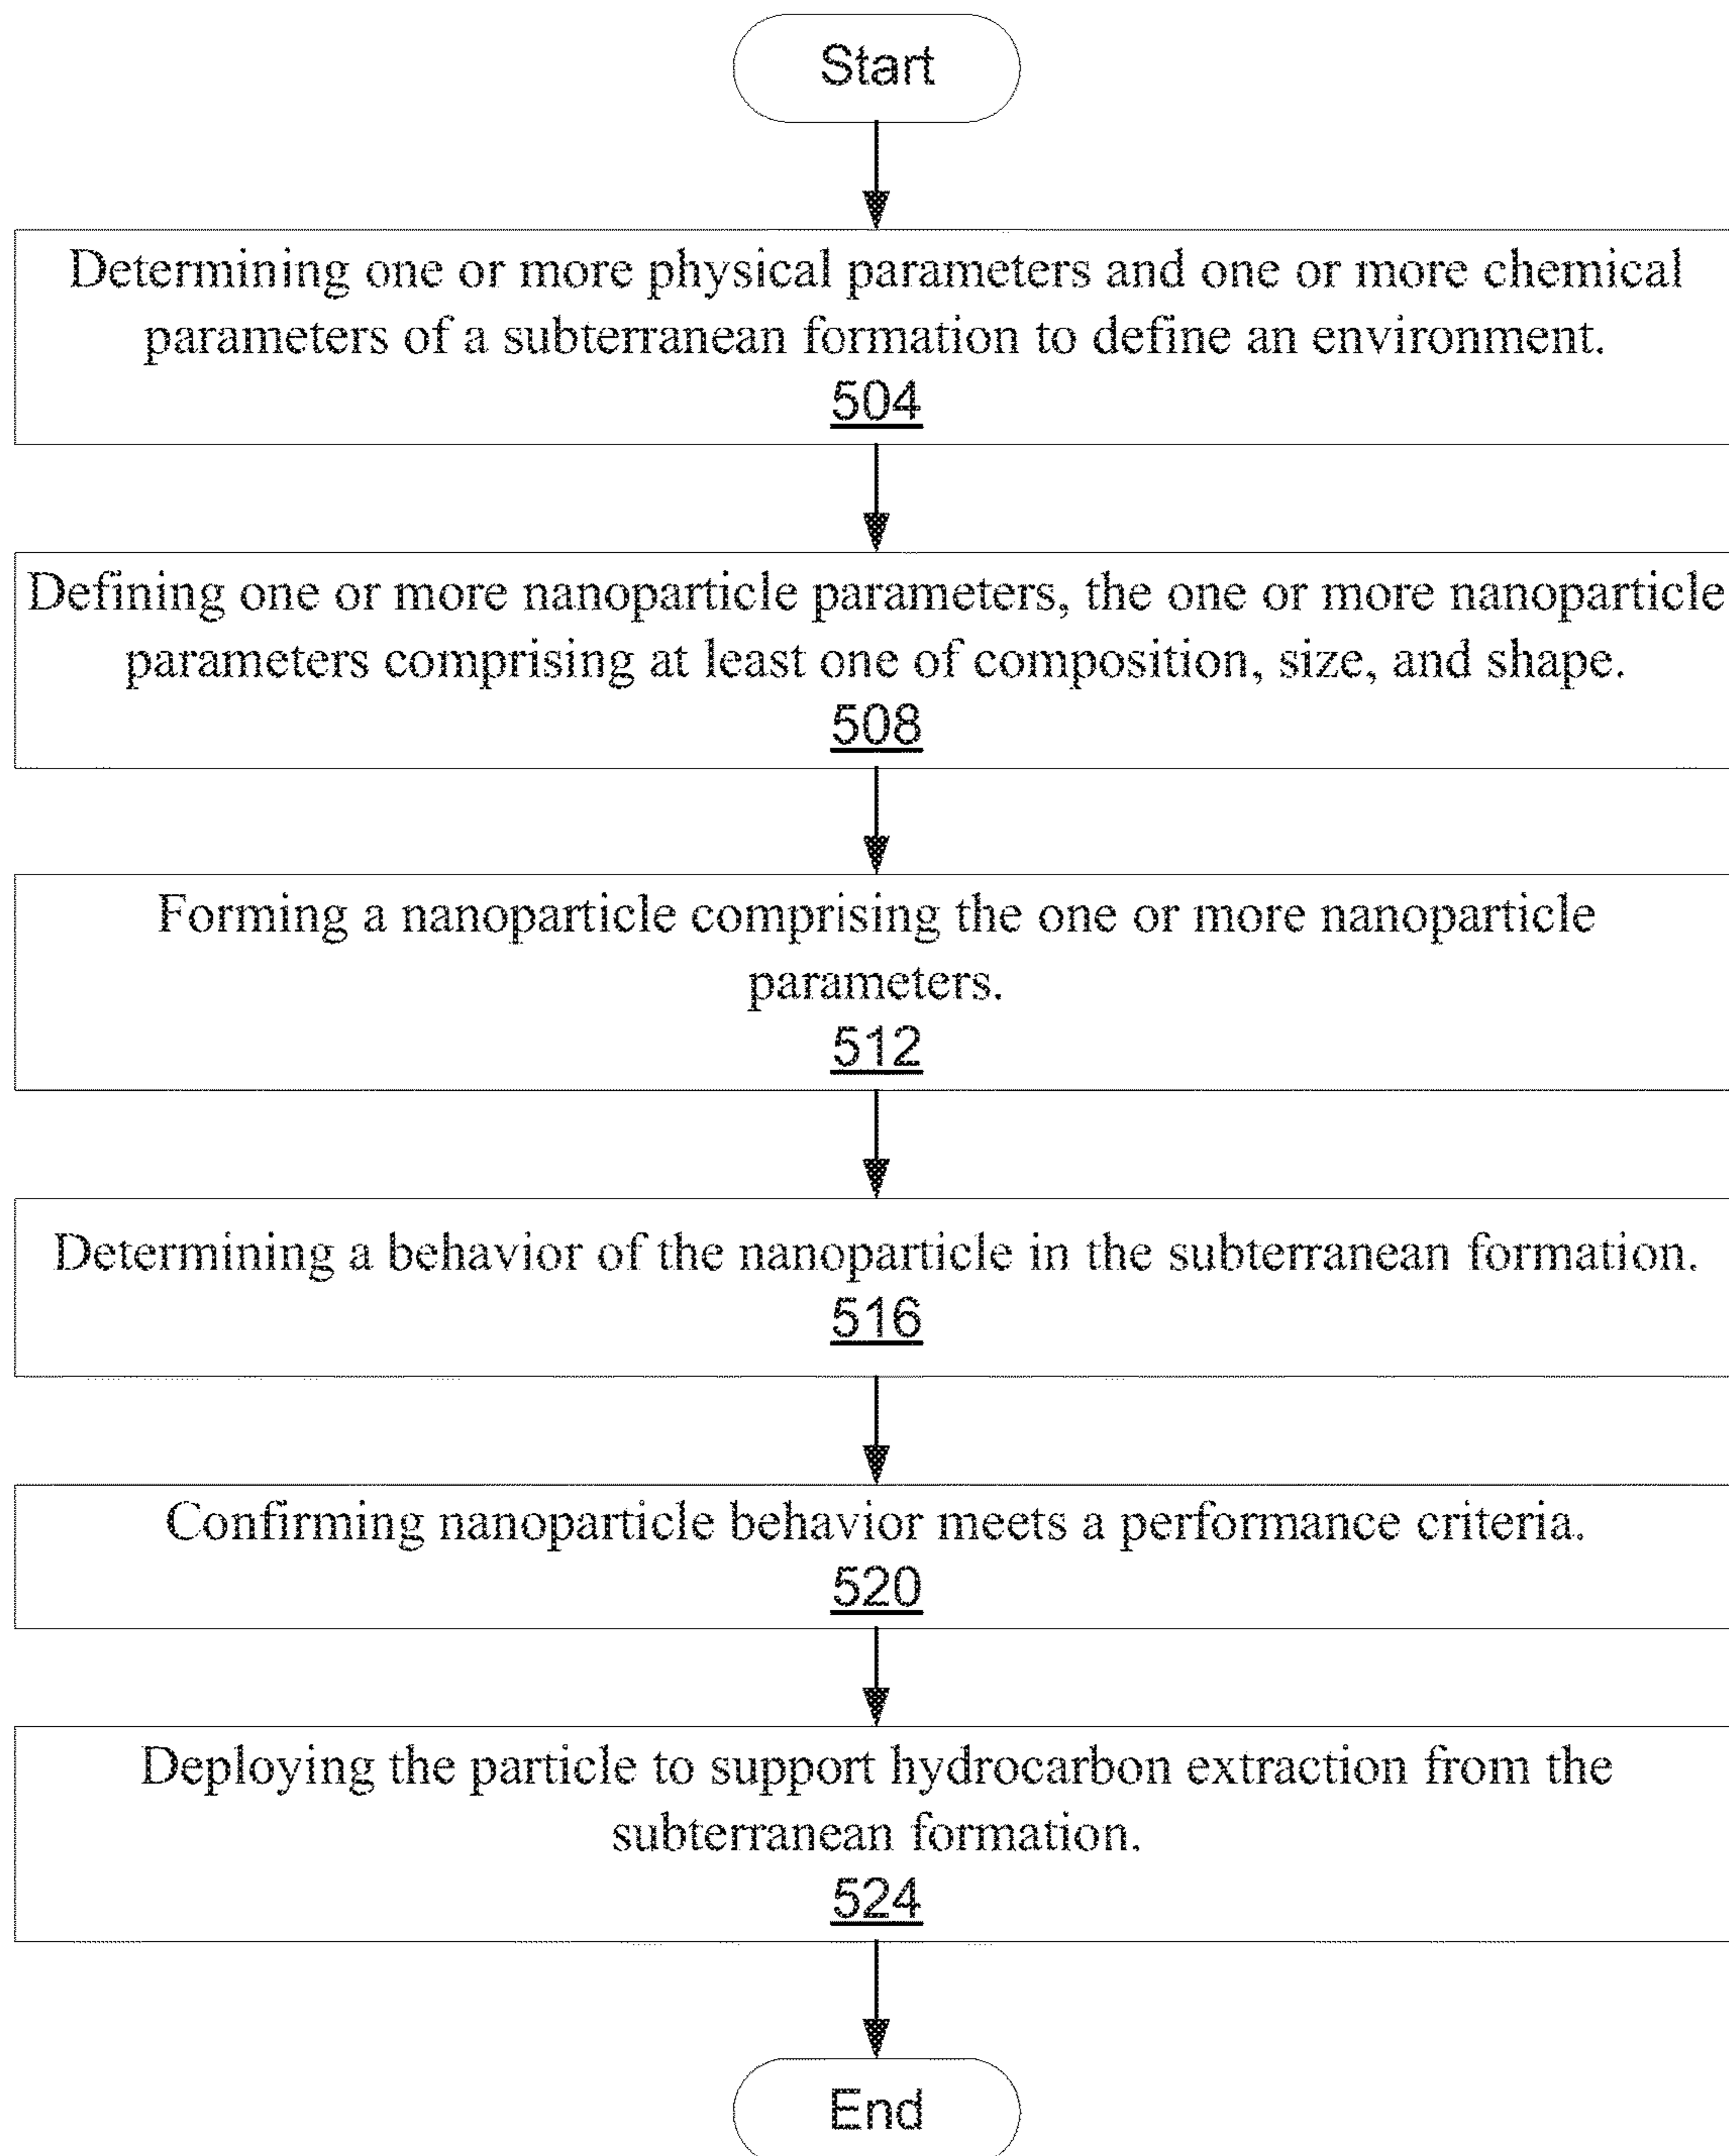 Start
Determining one or more physical parameters and one or more chemical
parameters of a subterranean formation to define an environment.
504
Defining one or more nanoparticle parameters, the one or more nanoparticle
parameters comprising at least one of composition, size, and shape.
508
Forming a nanoparticle comprising the one or more nanoparticle
parameters.
512
Determining a behavior of the nanoparticle in the subterranean formation.
516
Confirming nanoparticle behavior meets a performance criteria.
520
Deploying the particle to support hydrocarbon extraction from the
subterranean formation.
524
End